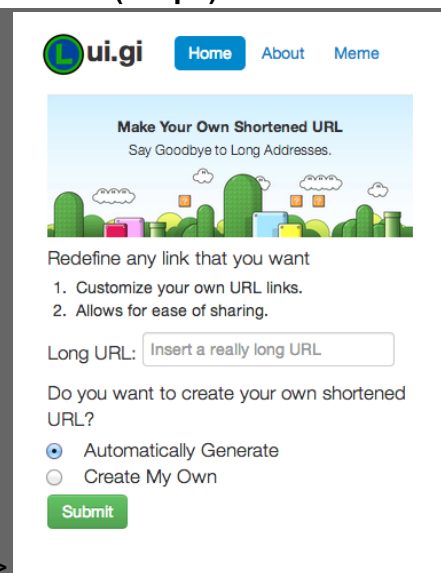 Lui.gi
Home
About
Meme
Make Your Own Shortened URL
Say Goodbye to Long Addresses.
?
? ?
Redefine any link that you want
1. Customize your own URL links.
2. Allows for ease of sharing.
Long URL: Insert a really long URL
Do you want to create your own shortened
URL?
Automatically Generate
Create My Own
Submit